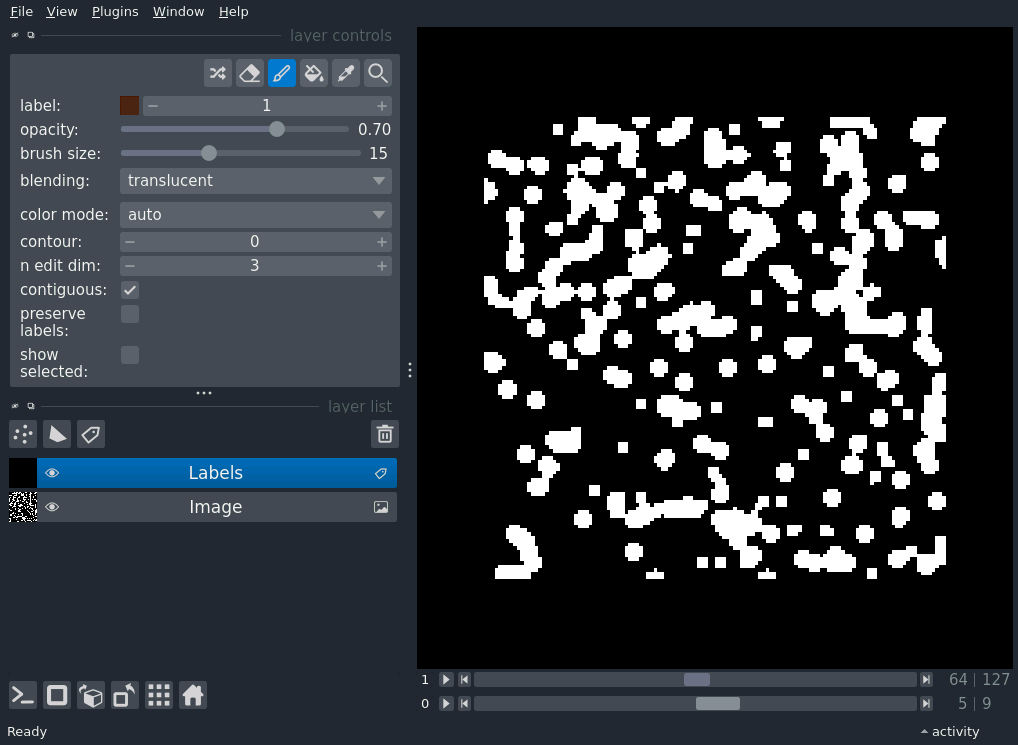 File View Plugins Window Help
layer controls
label: 1
opacity: 0.70
brush size: 15
blending: translucent
color mode: auto
contour: 0
n edit dim: 3
contiguous:
preserve
labels:
show
selected:
layer list
Labels
Image
1 64 | 127
0 5 | 9
Ready activity